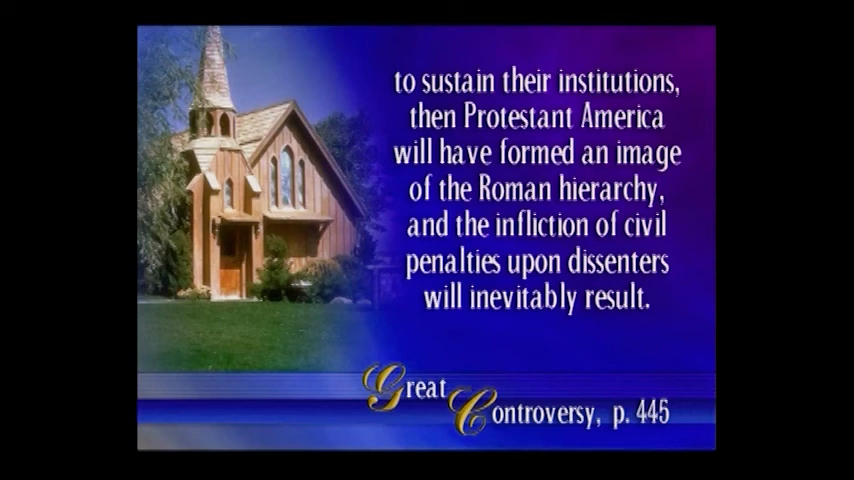 to sustain their institutions,
then Protestant America
will have formed an image
of the Roman hierarchy,
and the infliction of civil
penalties upon dissenters
will inevitably result.
Great
Controversy, p. 445